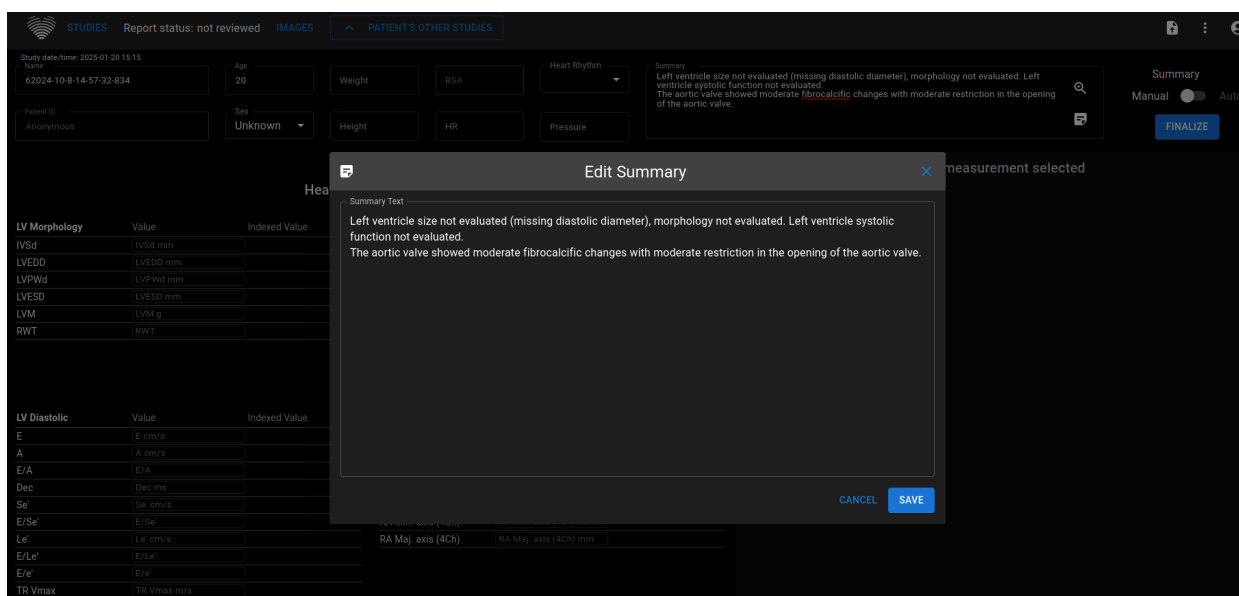 STUDIES Report status: not reviewed IMAGES PATIENT'S OTHER STUDIES
Study date/time: 2025-01-20 15:15
Name
62024-10-8-14-57-32-834
Age
20
Weight
BSA
Heart Rhythm
Summary
Left ventricle size not evaluated (missing diastolic diameter), morphology not evaluated. Left
ventricle systolic function not evaluated.
The aortic valve showed moderate fibrocalcific changes with moderate restriction in the opening
of the aortic valve.
Summary
Manual
FINALIZE
Patient ID
Anonymous
Sex
Unknown
Height
HR
Pressure
Edit Summary
measurement selected
Hea
Summary Text
Left ventricle size not evaluated (missing diastolic diameter), morphology not evaluated. Left ventricle systolic
function not evaluated.
The aortic valve showed moderate fibrocalcific changes with moderate restriction in the opening of the aortic valve.
CANCEL SAVE
LV Morphology Value Indexed Value
IVSd IVSd mm
LVEDD LVEDD mm
LVPWd LVPWd mm
LVESD LVESD mm
LVM LVM g
RWT RWT
LV Diastolic Value Indexed Value
E E cm/s
A A cm/s
E/A E/A
Dec Dec ms
Se' Se' cm/s
E/Se' E/Se'
Le' Le' cm/s
RA Maj. axis (4Ch) RA Maj. axis (4Ch) mm
E/Le' E/Le'
E/e' E/e'
TR Vmax TR Vmax m/s